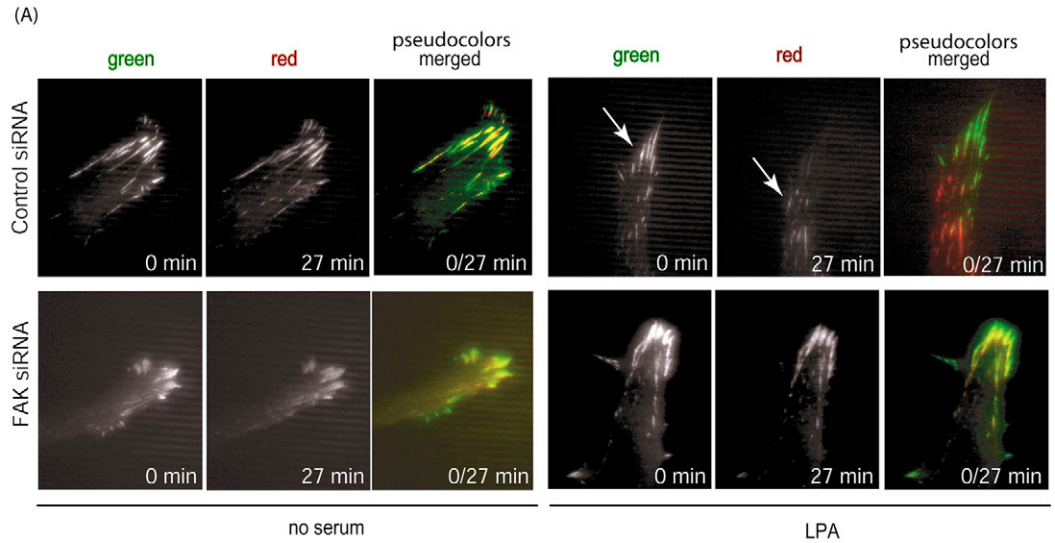 (A)
green
red
pseudocolors
merged
green
red
pseudocolors
merged
Control siRNA
0 min
27 min
0/27 min
0 min
27 min
0/27 min
FAK siRNA
0 min
27 min
0/27 min
0 min
27 min
0/27 min
no serum
LPA